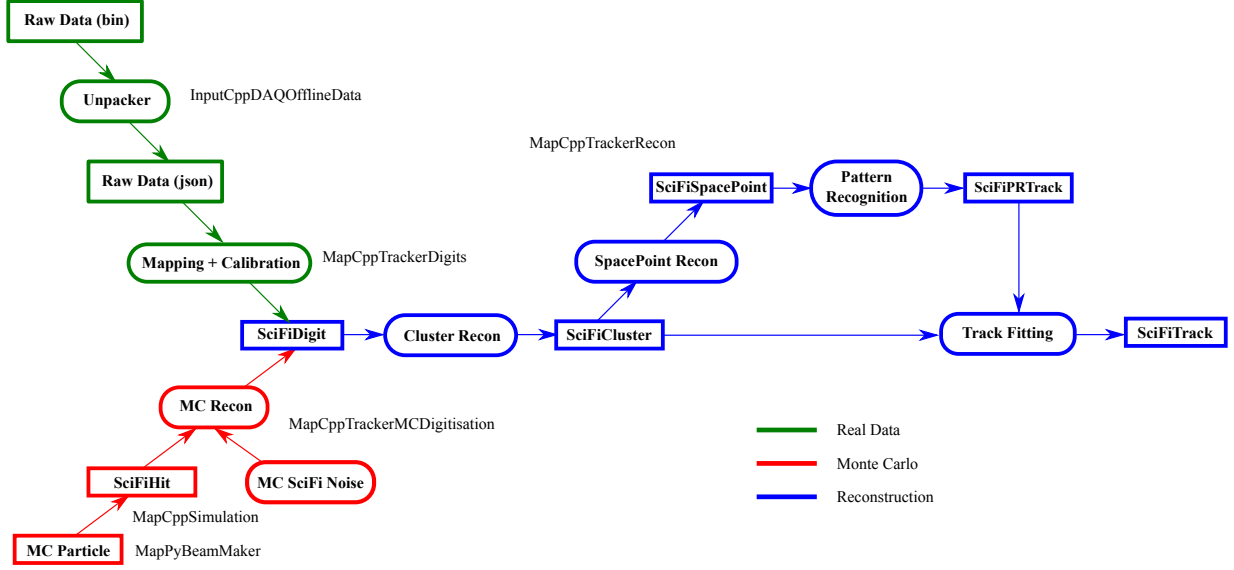 Raw Data (bin)
Unpacker
InputCppDAQOfflineData
MapCppTrackerRecon
Raw Data (json)
SciFiSpacePoint
Pattern
Recognition
SciFiPRTrack
Mapping + Calibration
MapCppTrackerDigits
SpacePoint Recon
SciFiDigit
Cluster Recon
SciFiCluster
Track Fitting
SciFiTrack
MC Recon
MapCppTrackerMCDigitisation
Real Data
Monte Carlo
Reconstruction
SciFiHit
MC SciFi Noise
MapCppSimulation
MC Particle
MapPyBeamMaker